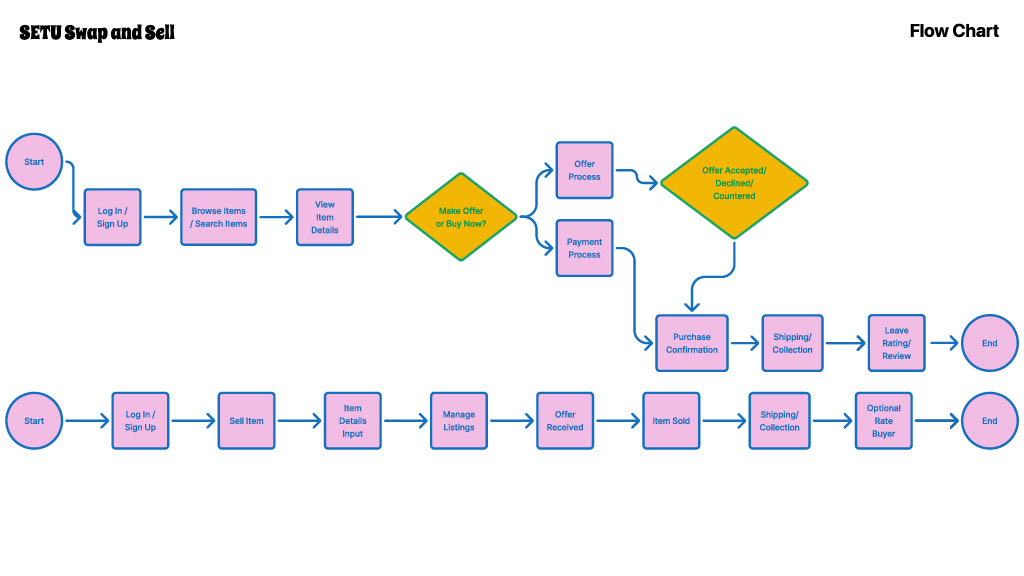 SETU Swap and Sell
Flow Chart
Start
Log In /
Sign Up
Browse Items
/ Search Items
View
Item
Details
Make Offer
or Buy Now?
Offer
Process
Payment
Process
Offer Accepted/
Declined/
Countered
Purchase
Confirmation
Shipping/
Collection
Leave
Rating/
Review
End
Start
Log In /
Sign Up
Sell Item
Item
Details
Input
Manage
Listings
Offer
Received
Item Sold
Shipping/
Collection
Optional
Rate
Buyer
End